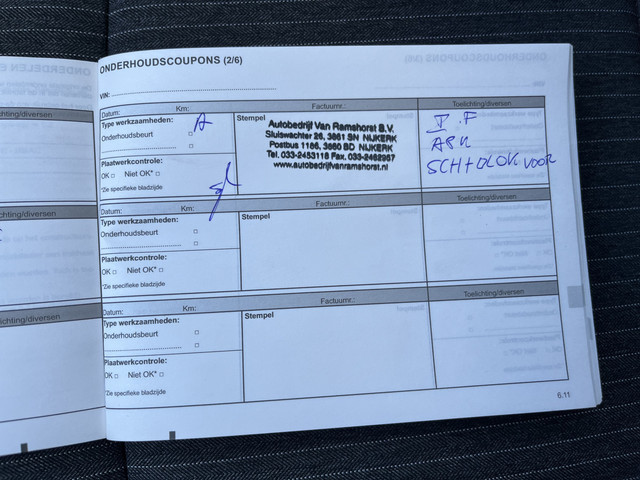 ONDERHOUDSCOUPONS (2/6)
VIN:
Datum: Km: Factuurnr.: Toelichting/diversen
Type werkzaamheden: A
Onderhoudsbeurt
Stempel
Autobedrijf Van Ramshorst B.V.
Sluiswachter 26, 3861 SN NIJKERK
Postbus 1166, 3860 BD NIJKERK
Tel. 033-2453118 Fax. 033-2462967
www.autobedrijfvanramshorst.nl
I.F
SCH+BLOK VOOR
Plaatwerkcontrole:
OK Niet OK*
*Zie specifieke bladzijde
Datum: Km: Factuurnr.: Toelichting/diversen
Type werkzaamheden:
Onderhoudsbeurt
Stempel
Plaatwerkcontrole:
OK Niet OK*
*Zie specifieke bladzijde
Datum: Km: Factuurnr.: Toelichting/diversen
Type werkzaamheden:
Onderhoudsbeurt
Stempel
Plaatwerkcontrole:
OK Niet OK*
*Zie specifieke bladzijde
6.11